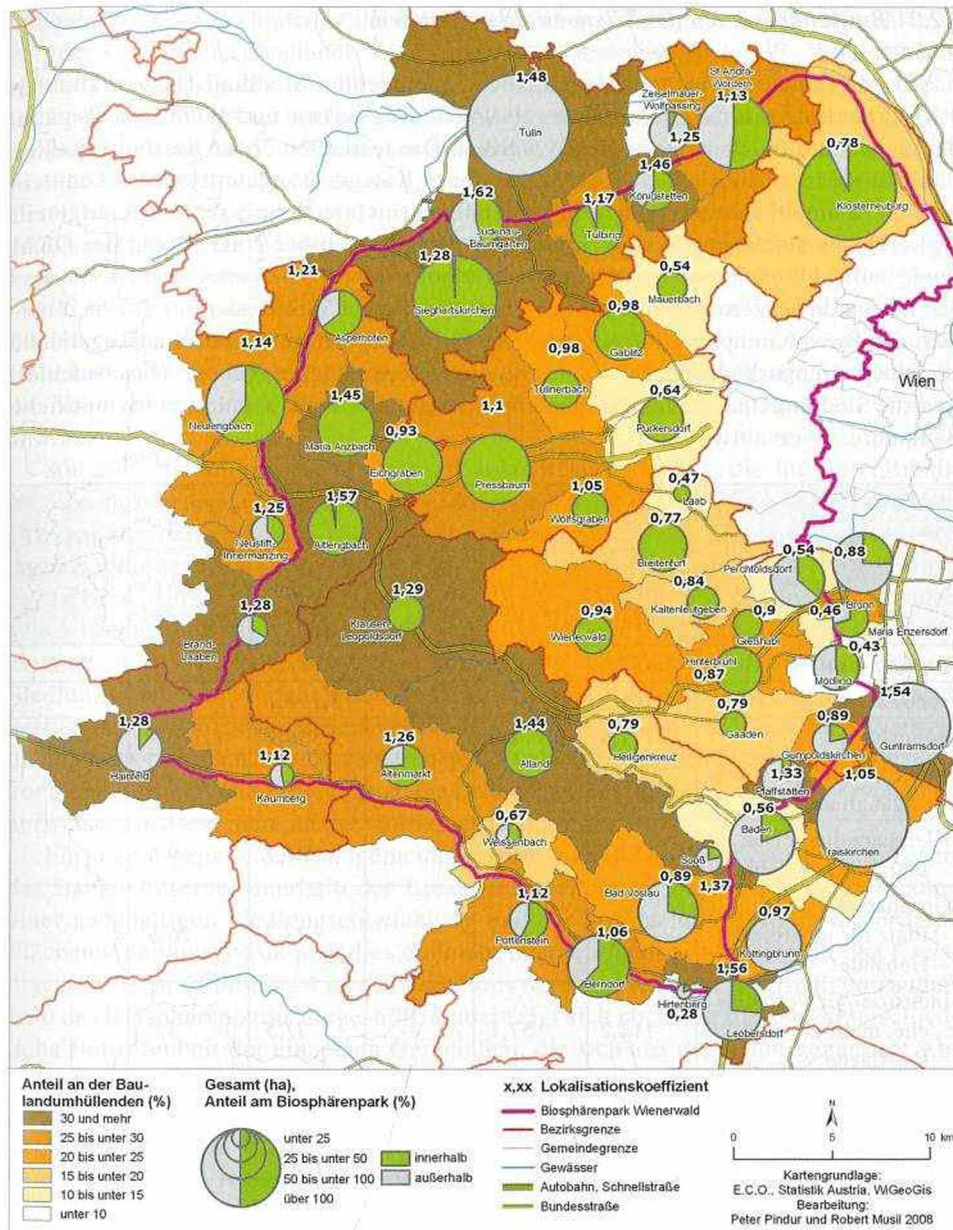 1,48
Tulln
St. Andrä-
Wördern
1,13
Zeiselmauer-
Wolfpassing
1,25
0,78
Klosterneuburg
1,46
Königstetten
1,62
Judenau-
Baumgarten
1,17
Tulbing
1,28
Sieghartskirchen
0,54
Mauerbach
1,21
Asperhofen
0,98
Gablitz
1,14
Neulengbach
0,98
Tullnerbach
Wien
1,45
Maria Anzbach
0,93
Eichgraben
1,1
Pressbaum
0,64
Purkersdorf
1,05
Wolfsgraben
0,47
Laab
1,25
Neustift-
Innermanzing
1,57
Altlengbach
0,77
Breitenfurt
0,54
Perchtoldsdorf
0,88
Brunn
1,28
Brand-
Laaben
1,29
Klausen-
Leopoldsdorf
0,94
Wienerwald
0,84
Kaltenleutgeben
0,9
Gießhübl
0,46
Maria Enzersdorf
0,43
Mödling
Hinterbrühl
0,87
1,54
Guntramsdorf
1,28
Hainfeld
1,12
Kaumberg
1,26
Altenmarkt
1,44
Alland
0,79
Heiligenkreuz
0,79
Gaaden
0,89
Gumpoldskirchen
1,33
Pfaffstätten
1,05
Traiskirchen
0,67
Weissenbach
0,56
Baden
Sooß
1,37
1,12
Pottenstein
0,89
Bad Vöslau
0,97
Kottingbrunn
1,06
Berndorf
Hirtenberg
0,28
1,56
Leobersdorf
Anteil an der Bau-
landumhüllenden (%)
30 und mehr
25 bis unter 30
20 bis unter 25
15 bis unter 20
10 bis unter 15
unter 10
Gesamt (ha),
Anteil am Biosphärenpark (%)
unter 25
25 bis unter 50
50 bis unter 100
über 100
innerhalb
außerhalb
x,xx Lokalisationskoeffizient
Biosphärenpark Wienerwald
Bezirksgrenze
Gemeindegrenze
Gewässer
Autobahn, Schnellstraße
Bundesstraße
N
0 5 10 km
Kartengrundlage:
E.C.O., Statistik Austria, WiGeoGis
Bearbeitung:
Peter Pindur und Robert Musil 2008